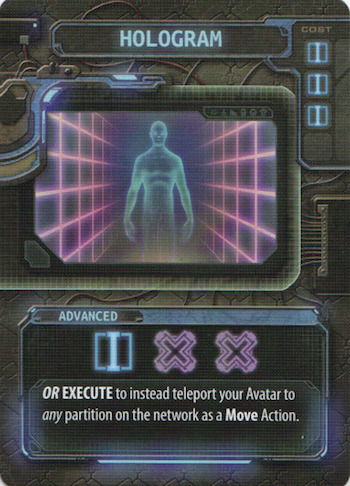 HOLOGRAM
COST
ADVANCED
OR EXECUTE to instead teleport your Avatar to
any partition on the network as a Move Action.